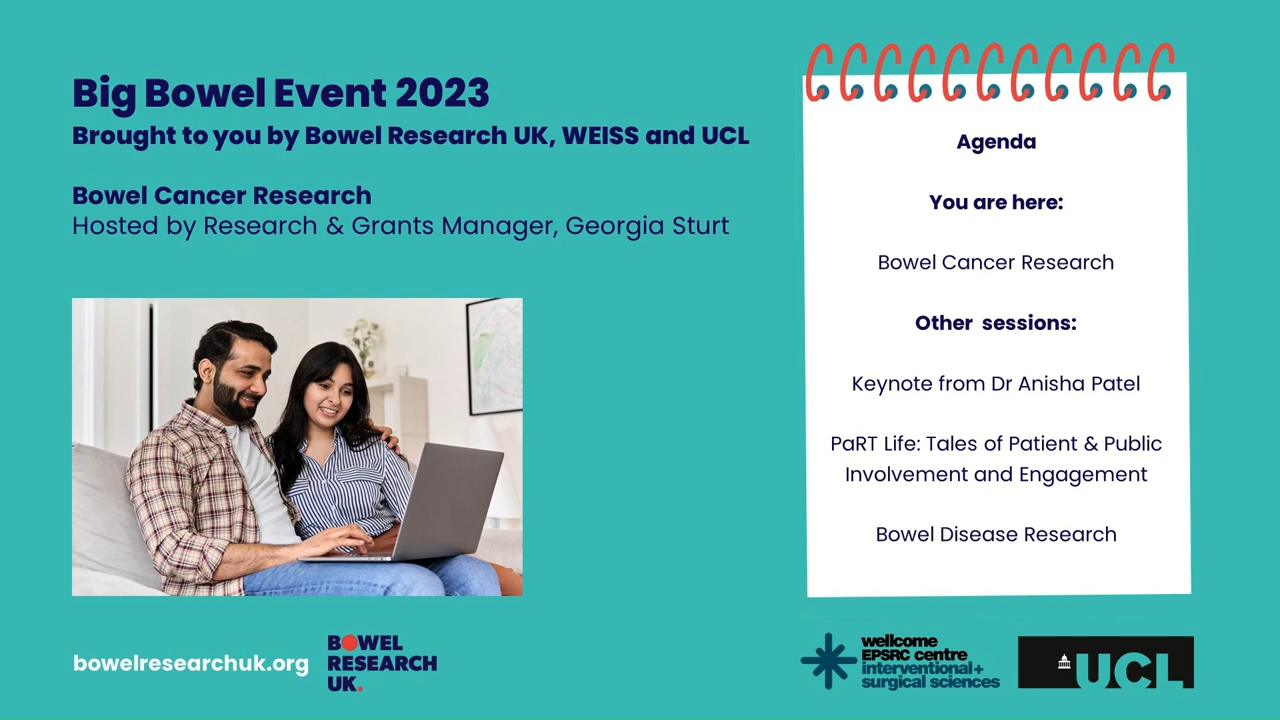 Big Bowel Event 2023
Brought to you by Bowel Research UK, WEISS and UCL
Bowel Cancer Research
Hosted by Research & Grants Manager, Georgia Sturt
Agenda
You are here:
Bowel Cancer Research
Other sessions:
Keynote from Dr Anisha Patel
PaRT Life: Tales of Patient & Public
Involvement and Engagement
Bowel Disease Research
bowelresearchuk.org
BOWEL
RESEARCH
UK.
wellcome
EPSRC centre
interventional+
surgical sciences
UCL